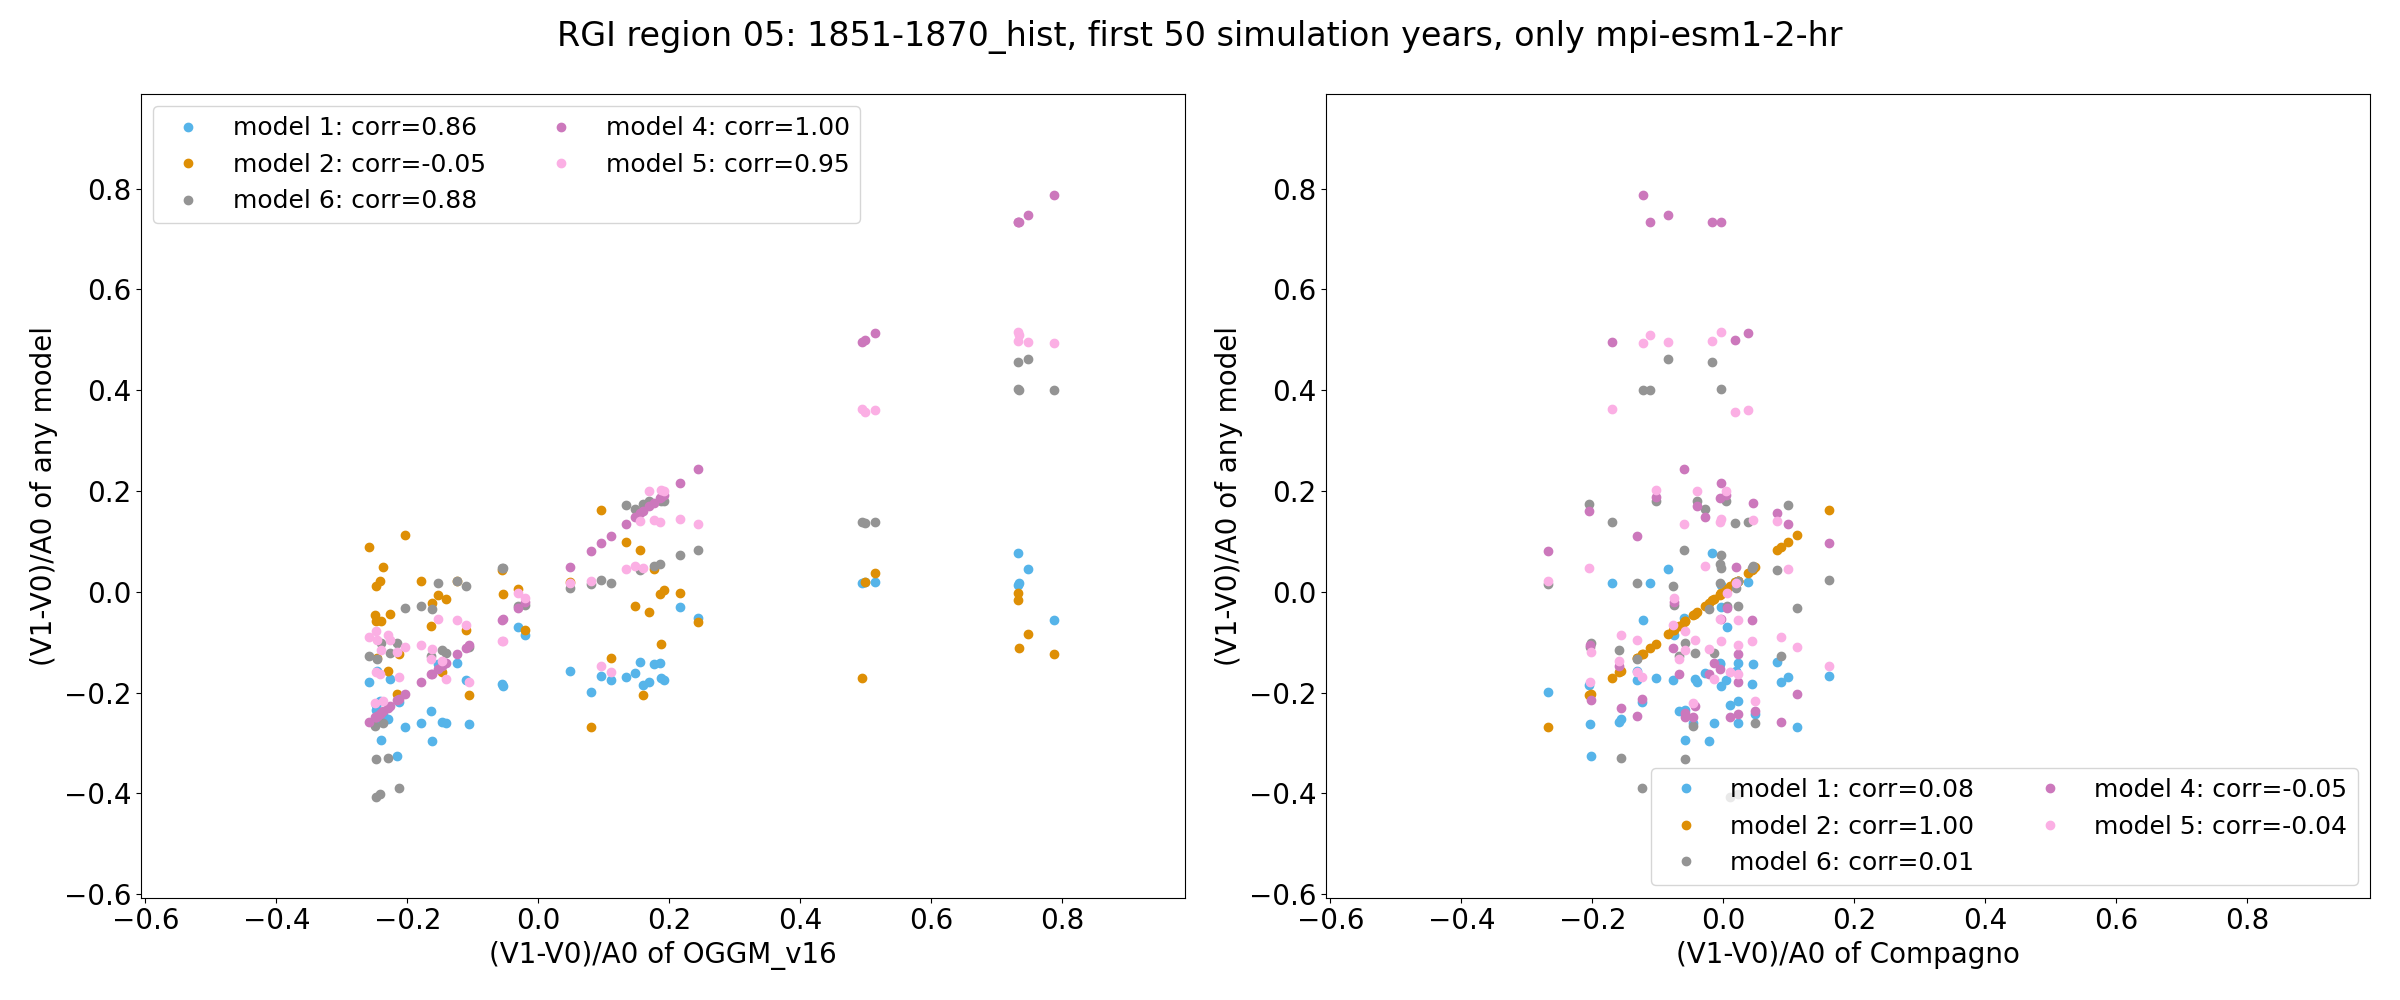 RGI region 05: 1851-1870_hist, first 50 simulation years, only mpi-esm1-2-hr
model 1: corr=0.86
model 2: corr=-0.05
model 6: corr=0.88
model 4: corr=1.00
model 5: corr=0.95
0.8
0.6
0.4
0.2
0.0
−0.2
−0.4
−0.6
(V1-V0)/A0 of any model
−0.6 −0.4 −0.2 0.0 0.2 0.4 0.6 0.8
(V1-V0)/A0 of OGGM_v16
0.8
0.6
0.4
0.2
0.0
−0.2
−0.4
−0.6
(V1-V0)/A0 of any model
model 1: corr=0.08
model 2: corr=1.00
model 6: corr=0.01
model 4: corr=-0.05
model 5: corr=-0.04
−0.6 −0.4 −0.2 0.0 0.2 0.4 0.6 0.8
(V1-V0)/A0 of Compagno